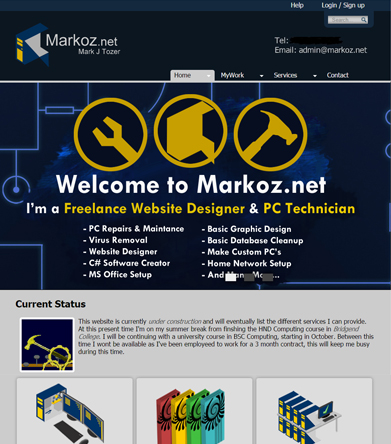 Help Login / Sign up
Search...
Markoz.net
Mark J Tozer
Tel:
Email: admin@markoz.net
Home MyWork Services Contact
Welcome to Markoz.net
I'm a Freelance Website Designer & PC Technician
- PC Repairs & Maintance
- Virus Removal
- Website Designer
- C# Software Creator
- MS Office Setup
- Basic Graphic Design
- Basic Database Cleanup
- Make Custom PC's
- Home Network Setup
- And Many More...
Current Status
This website is currently under construction and will eventually list the different services I can provide.
At this present time I'm on my summer break from finshing the HND Computing course in Bridgend
College. I will be continuing with a university course in BSC Computing, starting in October. Between this
time I wont be available as I've been employeed to work for a 3 month contract, this will keep me busy
during this time.